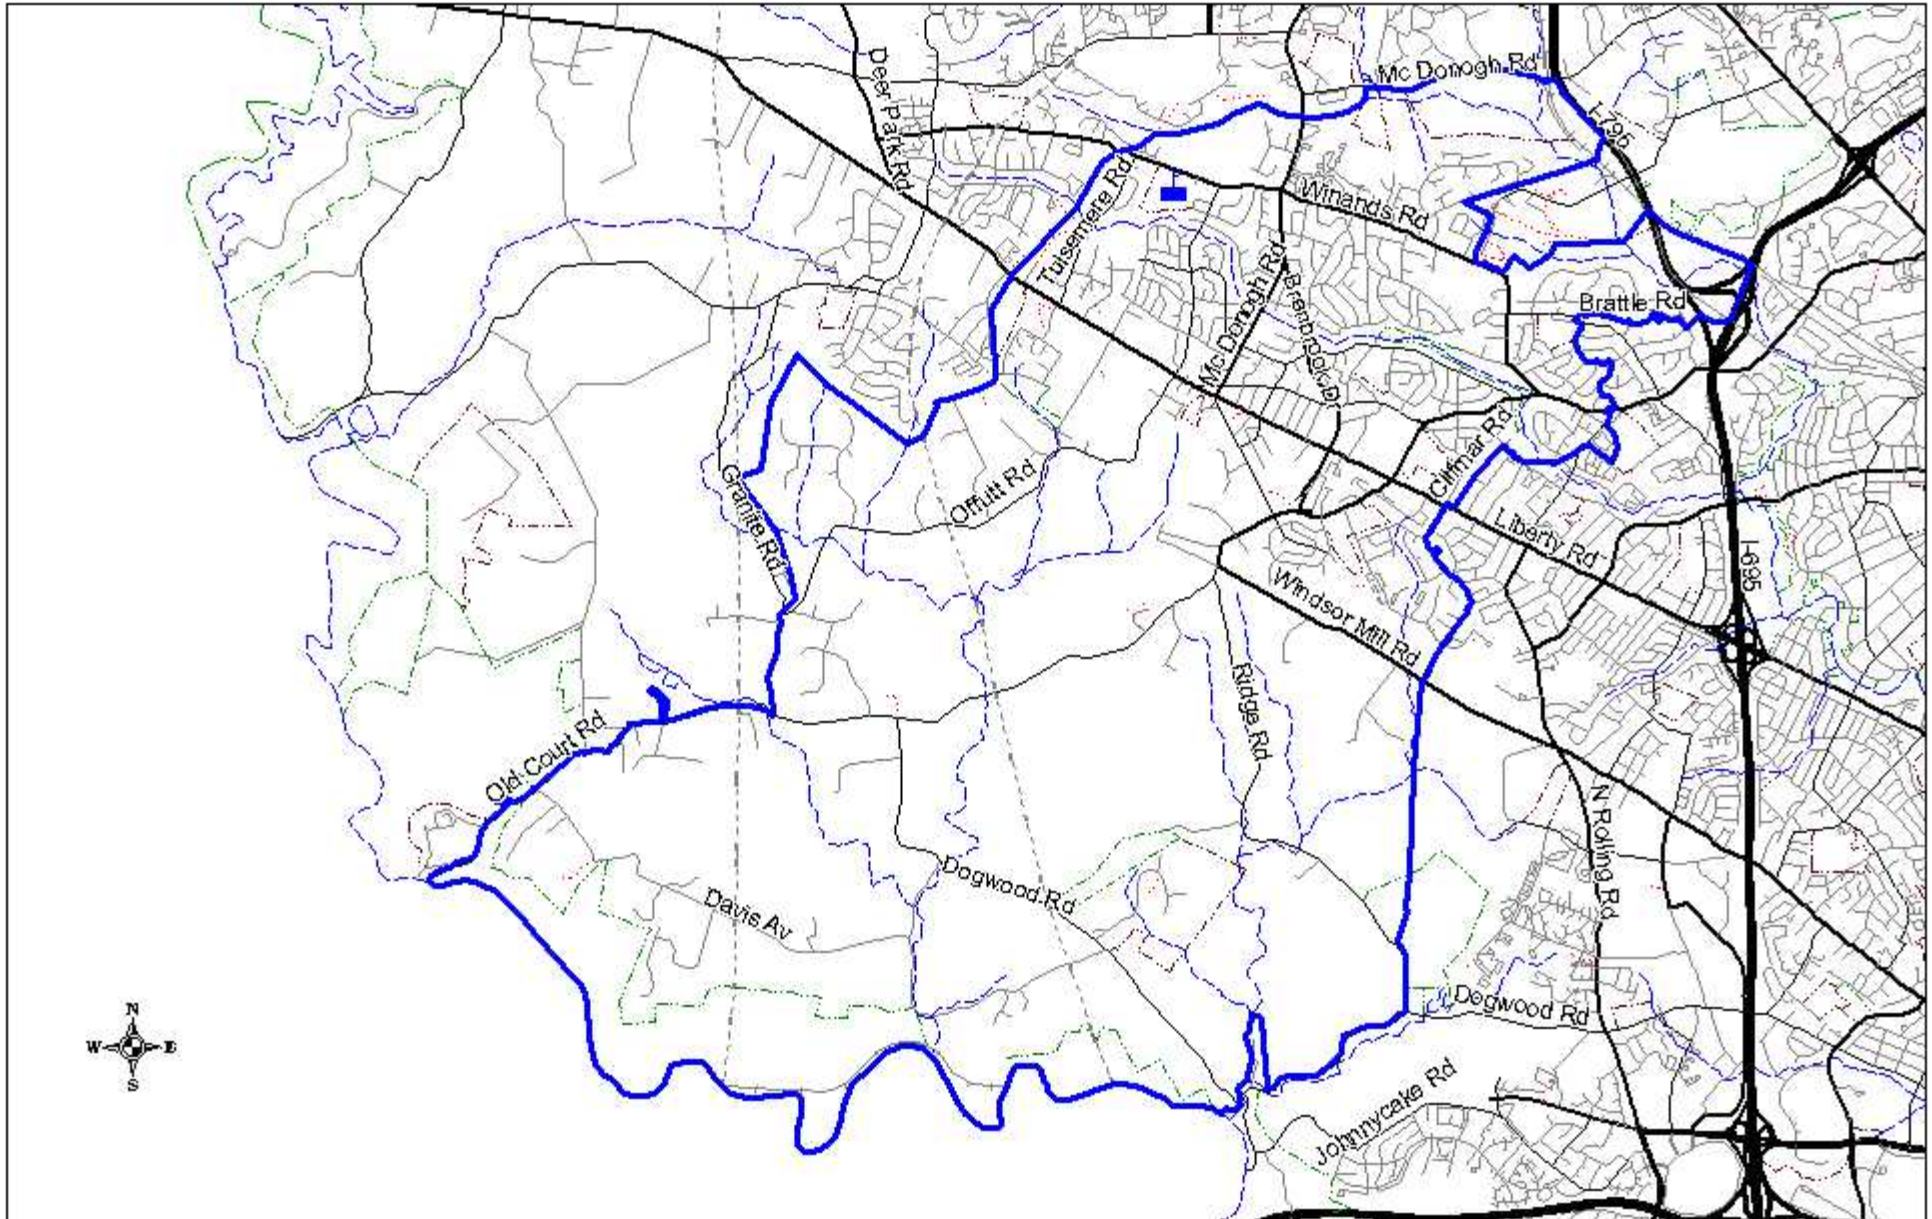 Mc Donogh Rd
Deer Park Rd
I-795
Tulsemere Rd
Winands Rd
Mc Donogh Rd
Brenbrook Dr
Brattle Rd
Cliffmar Rd
Granite Rd
Offutt Rd
Liberty Rd
I-695
Windsor Mill Rd
Ridge Rd
Old Court Rd
N Rolling Rd
Dogwood Rd
Davis Av
Dogwood Rd
N
W E
S
Johnnycake Rd